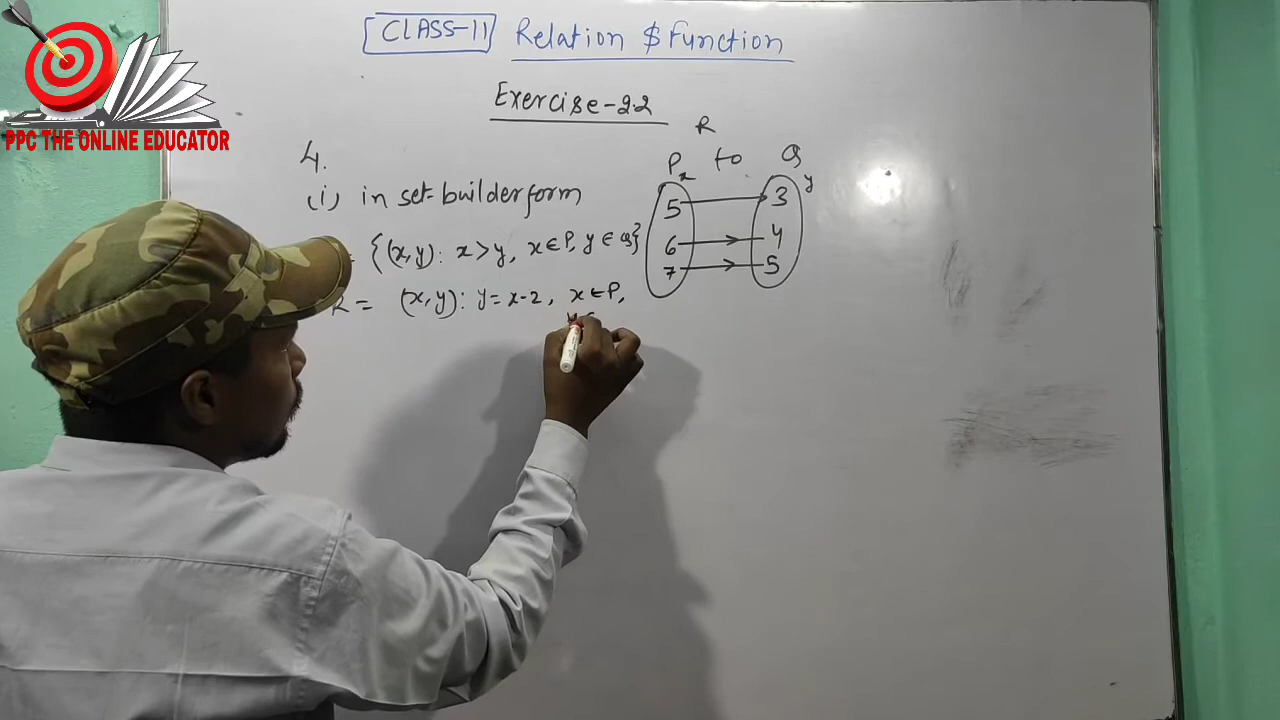 CLASS-11 Relation & Function
PPC THE ONLINE EDUCATOR
Exercise-2.2
R
P to Q
x y
4.
(i) in set-builder form
5 3
6 4
7 5
= {(x,y): x>y, x∈P, y∈Q}
R = (x,y): y=x-2, x∈P,
y∈